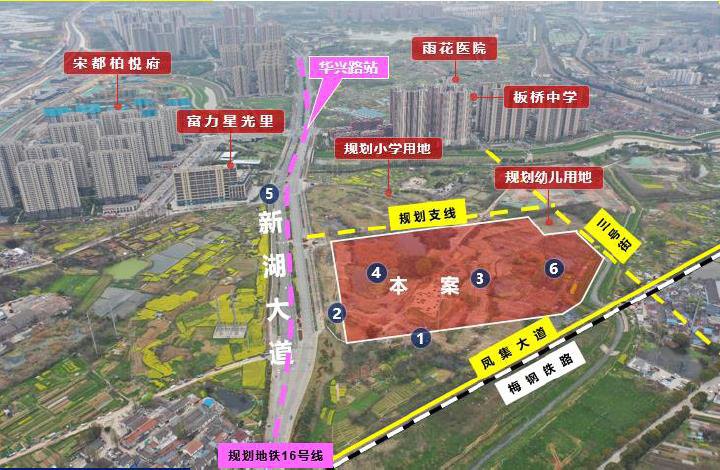 雨花医院
宋都柏悦府
华兴路站
板桥中学
富力星光里
规划小学用地
规划幼儿用地
5
规划支线
新湖大道
三号街
4
本案
3
6
2
1
凤集大道
梅钢铁路
规划地铁16号线